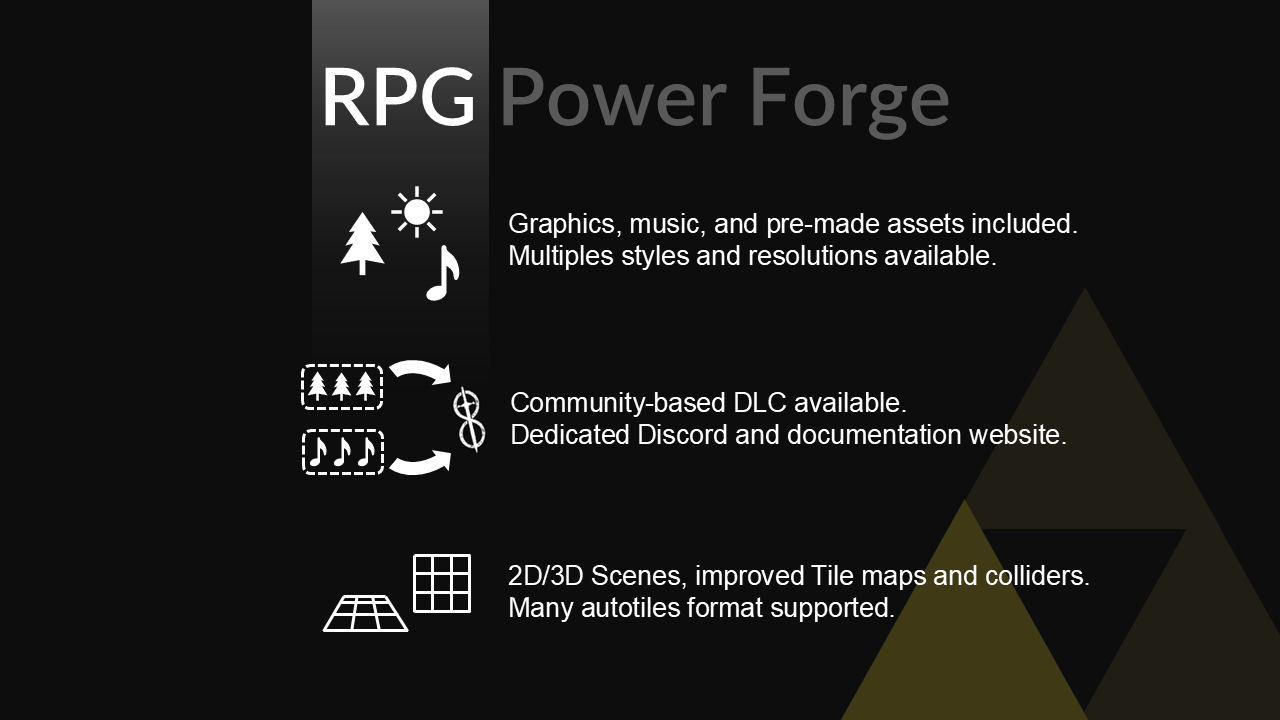 RPG Power Forge
Graphics, music, and pre-made assets included.
Multiples styles and resolutions available.
Community-based DLC available.
Dedicated Discord and documentation website.
2D/3D Scenes, improved Tile maps and colliders.
Many autotiles format supported.